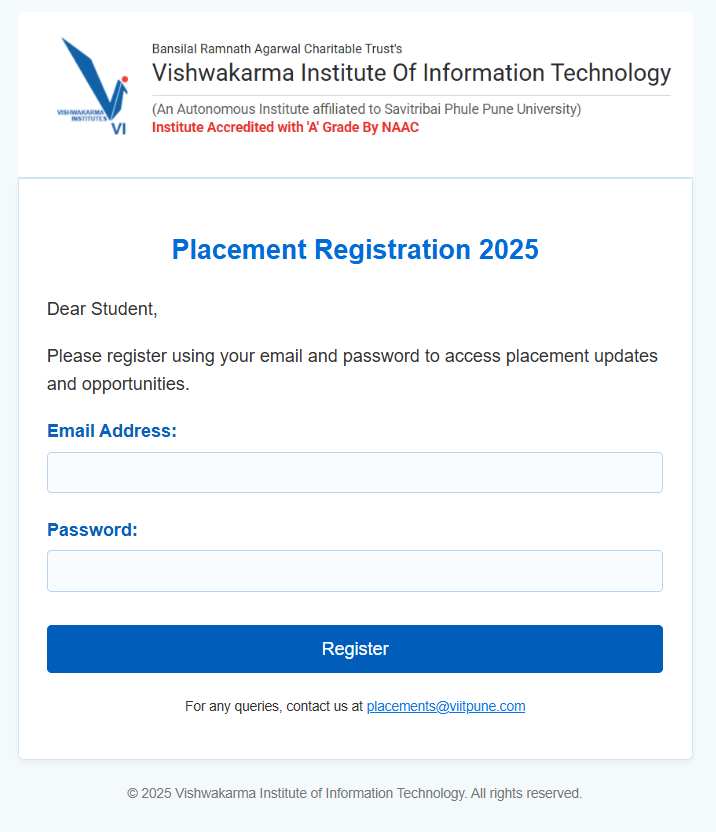 VISHWAKARMA
INSTITUTES
VI
Bansilal Ramnath Agarwal Charitable Trust's
Vishwakarma Institute Of Information Technology
(An Autonomous Institute affiliated to Savitribai Phule Pune University)
Institute Accredited with 'A' Grade By NAAC
Placement Registration 2025
Dear Student,
Please register using your email and password to access placement updates
and opportunities.
Email Address:
Password:
Register
For any queries, contact us at placements@viitpune.com
© 2025 Vishwakarma Institute of Information Technology. All rights reserved.